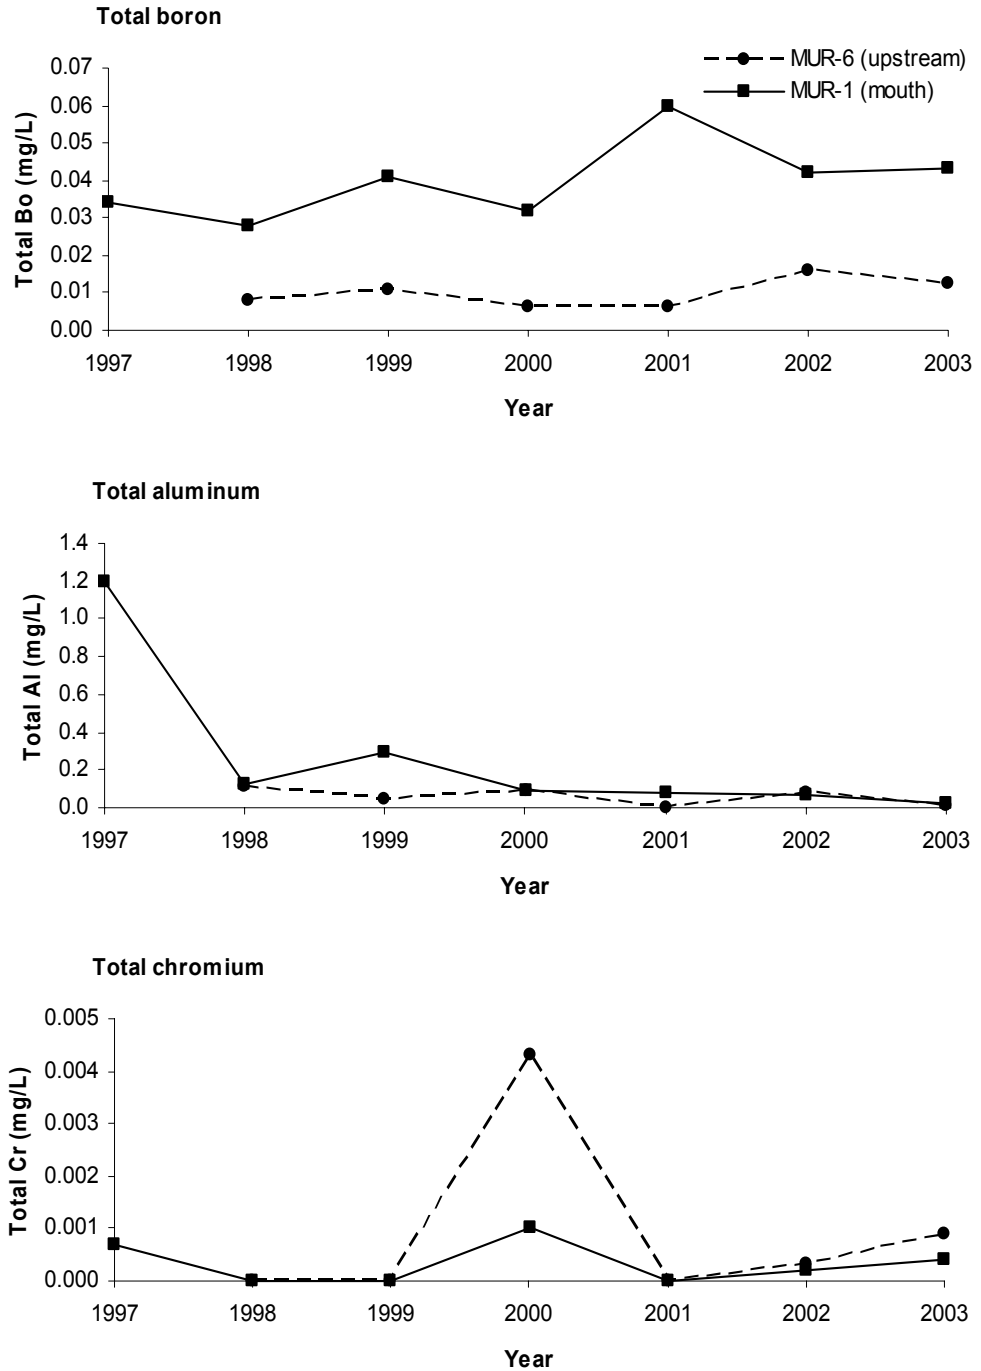 Total boron
MUR-6 (upstream)
MUR-1 (mouth)
Total Bo (mg/L)
0.07
0.06
0.05
0.04
0.03
0.02
0.01
0.00
1997 1998 1999 2000 2001 2002 2003
Year
Total aluminum
Total Al (mg/L)
1.4
1.2
1.0
0.8
0.6
0.4
0.2
0.0
1997 1998 1999 2000 2001 2002 2003
Year
Total chromium
Total Cr (mg/L)
0.005
0.004
0.003
0.002
0.001
0.000
1997 1998 1999 2000 2001 2002 2003
Year